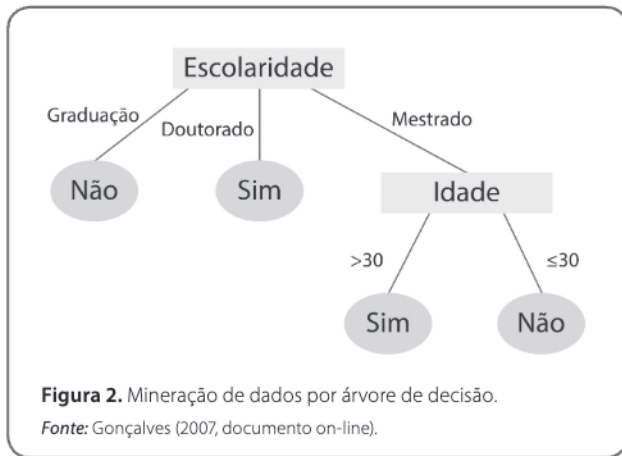 Escolaridade
Graduação
Doutorado
Mestrado
Não
Sim
Idade
>30
≤30
Sim
Não
Figura 2. Mineração de dados por árvore de decisão.
Fonte: Gonçalves (2007, documento on-line).